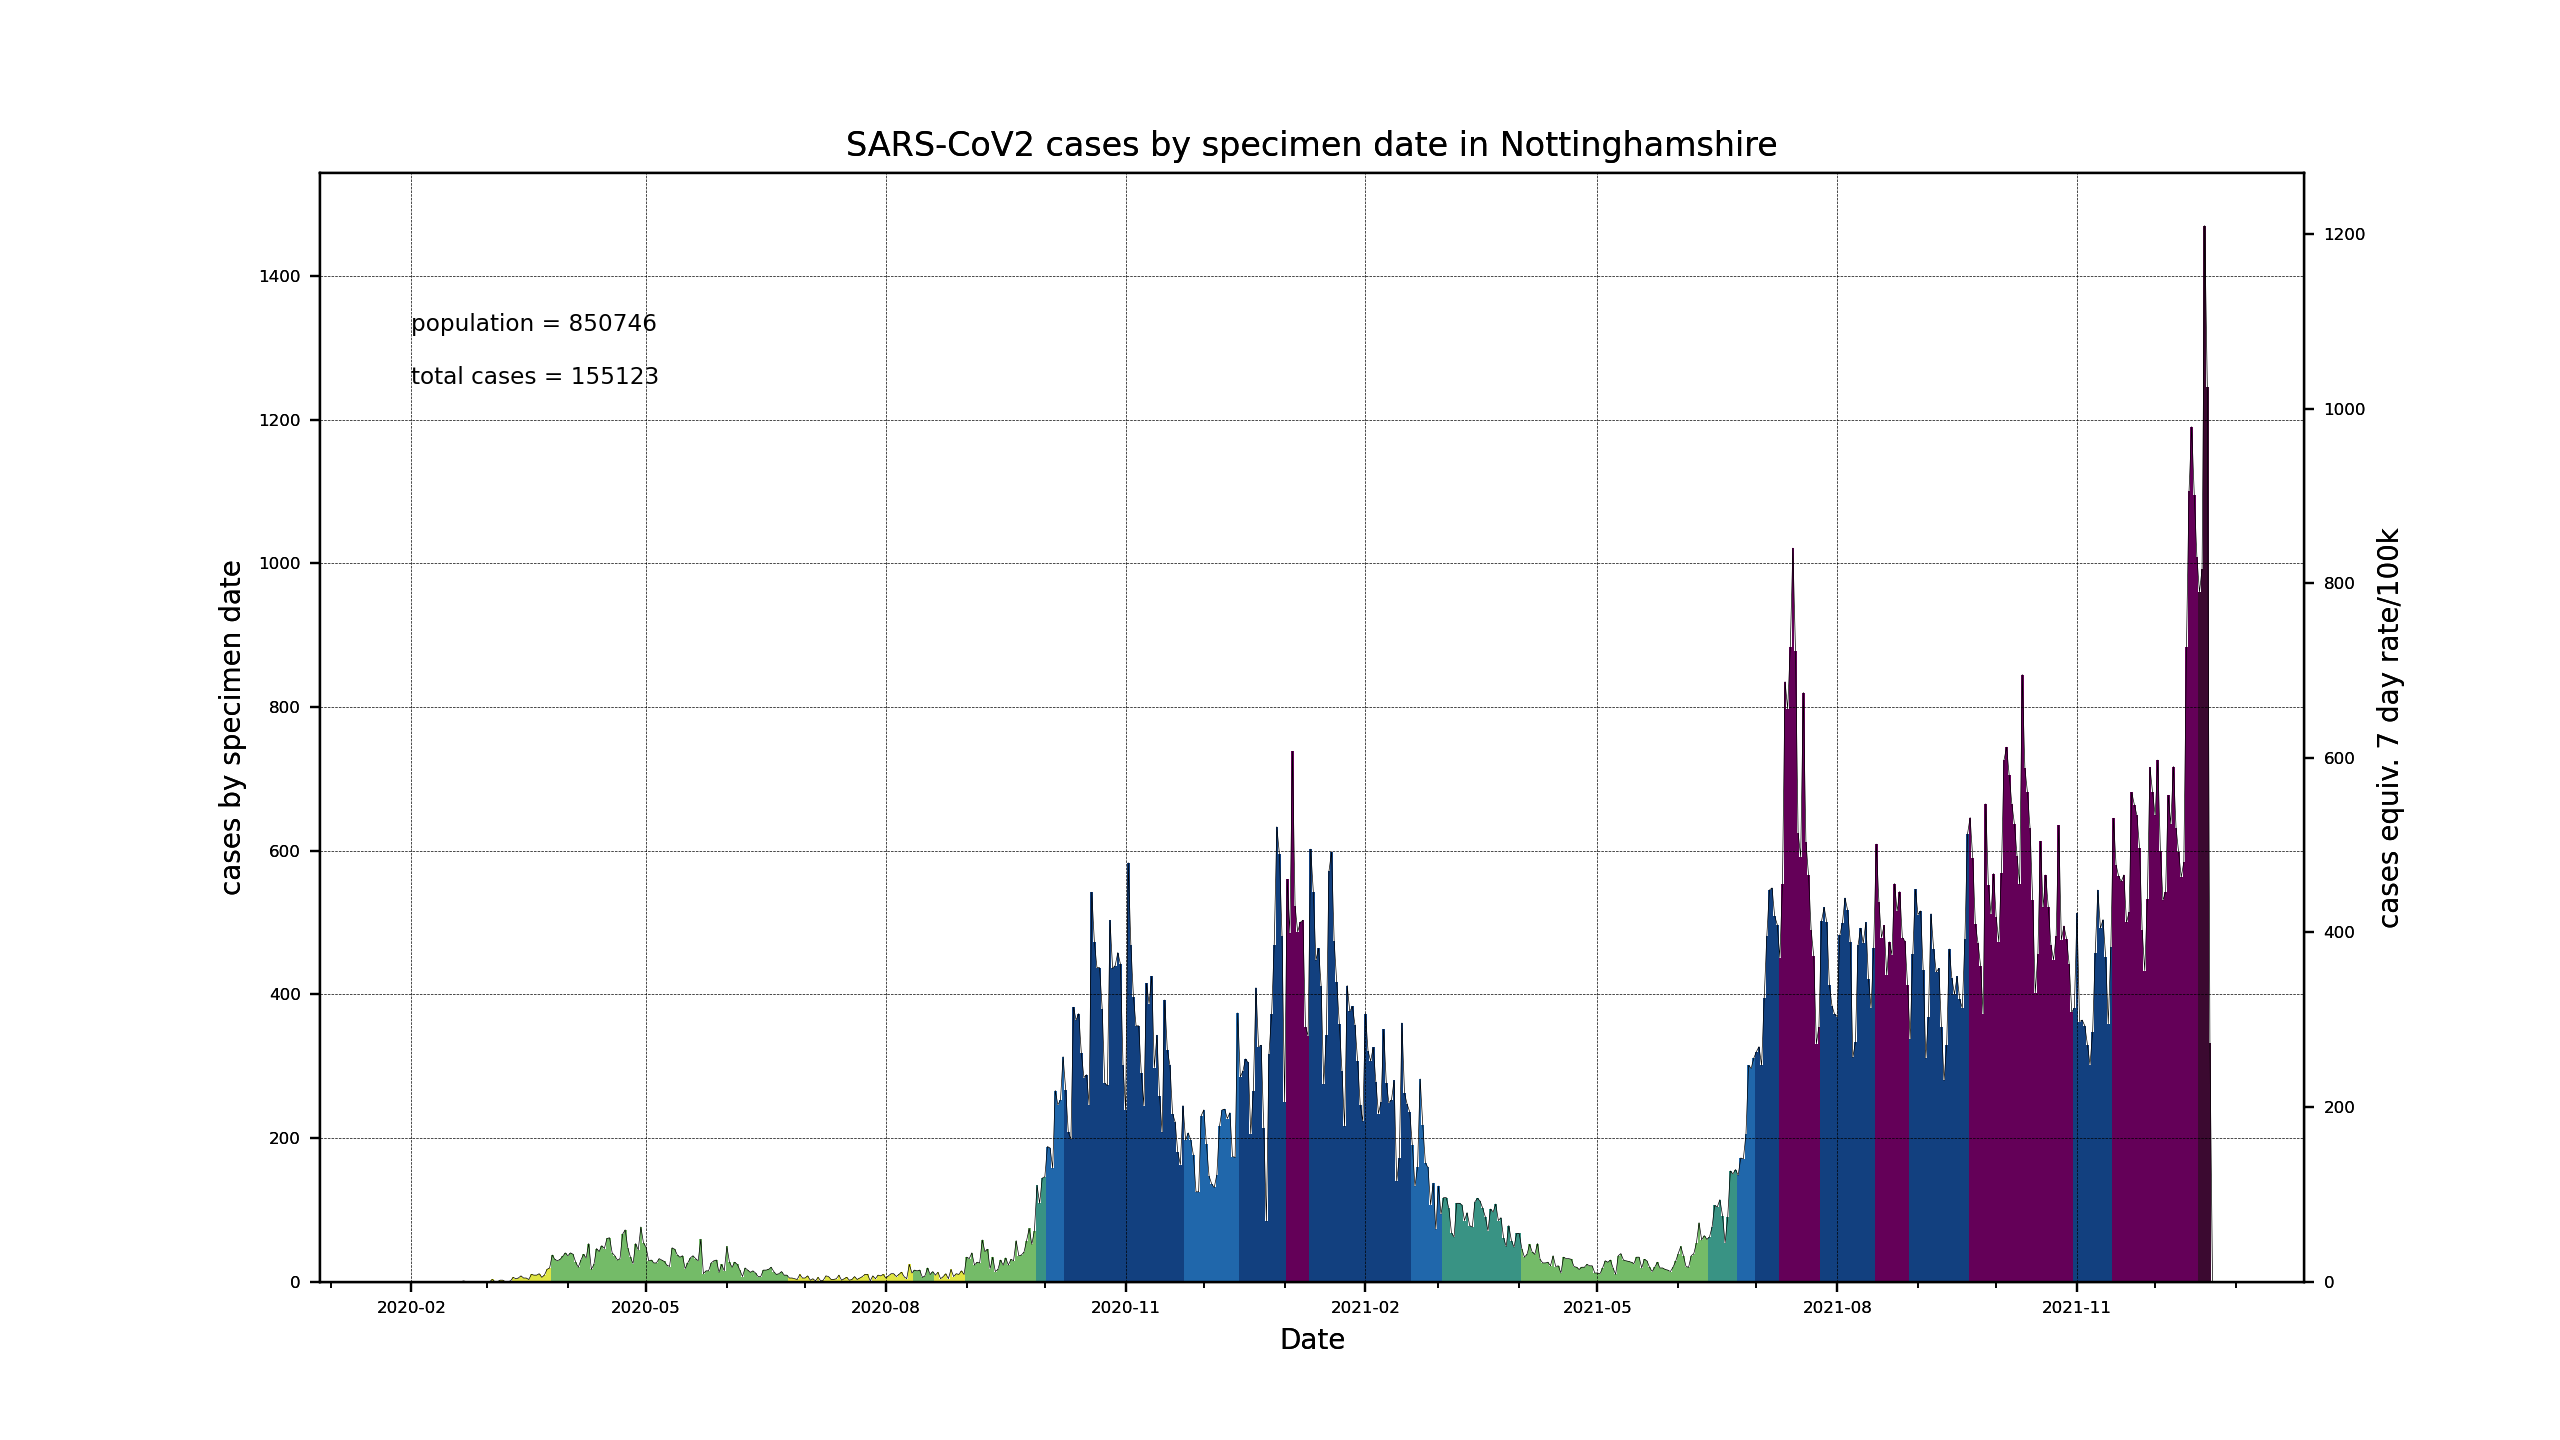 SARS-CoV2 cases by specimen date in Nottinghamshire
population = 850746
total cases = 155123
cases by specimen date
0
200
400
600
800
1000
1200
1400
cases equiv. 7 day rate/100k
0
200
400
600
800
1000
1200
2020-02 2020-05 2020-08 2020-11 2021-02 2021-05 2021-08 2021-11
Date